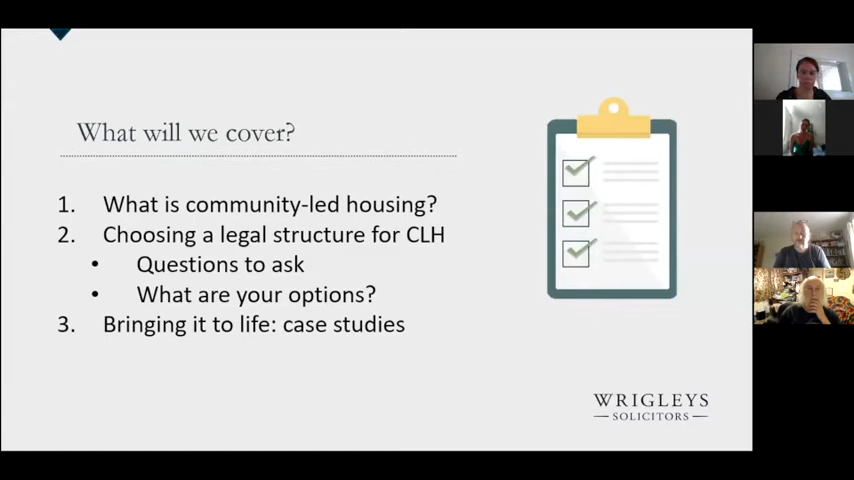 What will we cover?
1. What is community-led housing?
2. Choosing a legal structure for CLH
• Questions to ask
• What are your options?
3. Bringing it to life: case studies
WRIGLEYS
SOLICITORS